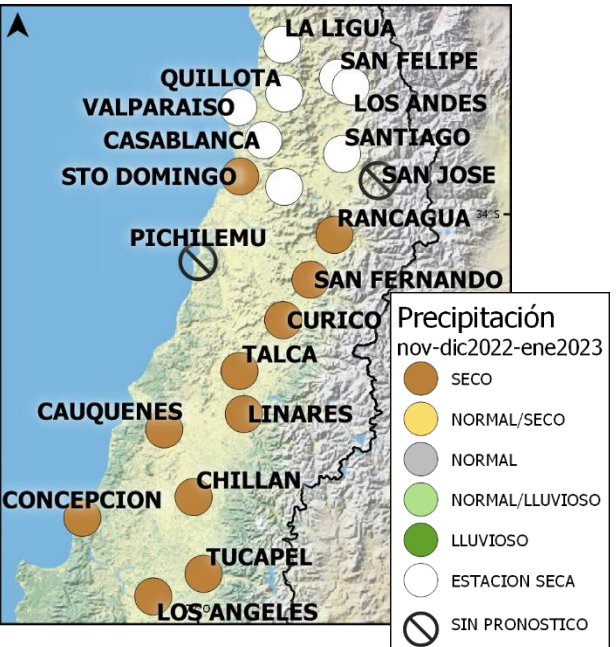 LA LIGUA
SAN FELIPE
QUILLOTA
LOS ANDES
VALPARAISO
CASABLANCA
SANTIAGO
STO DOMINGO
SAN JOSE
RANCAGUA
34°S
PICHILEMU
SAN FERNANDO
CURICO
TALCA
CAUQUENES
LINARES
CHILLAN
CONCEPCION
TUCAPEL
LOS ANGELES
Precipitación
nov-dic2022-ene2023
SECO
NORMAL/SECO
NORMAL
NORMAL/LLUVIOSO
LLUVIOSO
ESTACION SECA
SIN PRONOSTICO